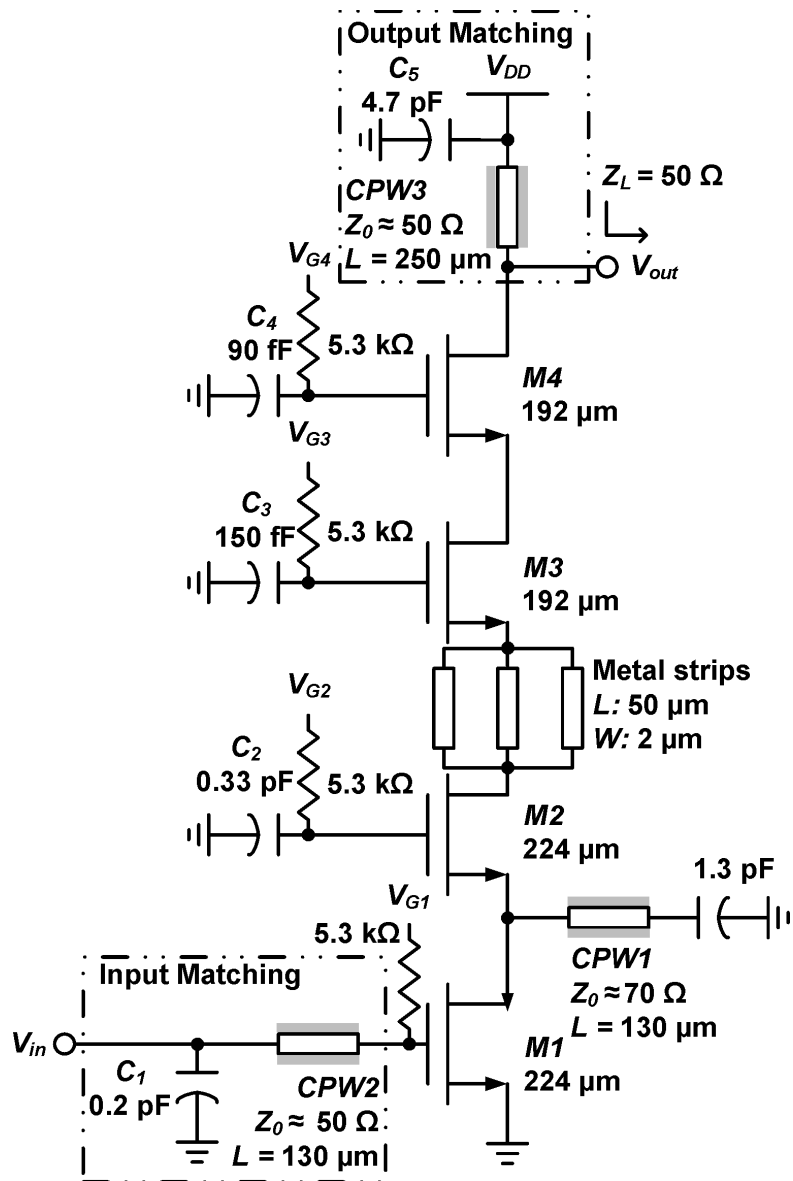 Output Matching
C5
4.7 pF
VDD
CPW3
Z0 ≈ 50 Ω
L = 250 µm
ZL = 50 Ω
Vout
VG4
C4
90 fF
5.3 kΩ
M4
192 µm
VG3
C3
150 fF
5.3 kΩ
M3
192 µm
Metal strips
L: 50 µm
W: 2 µm
VG2
C2
0.33 pF
5.3 kΩ
M2
224 µm
1.3 pF
VG1
5.3 kΩ
CPW1
Z0 ≈ 70 Ω
L = 130 µm
Input Matching
Vin
C1
0.2 pF
CPW2
Z0 ≈ 50 Ω
L = 130 µm
M1
224 µm